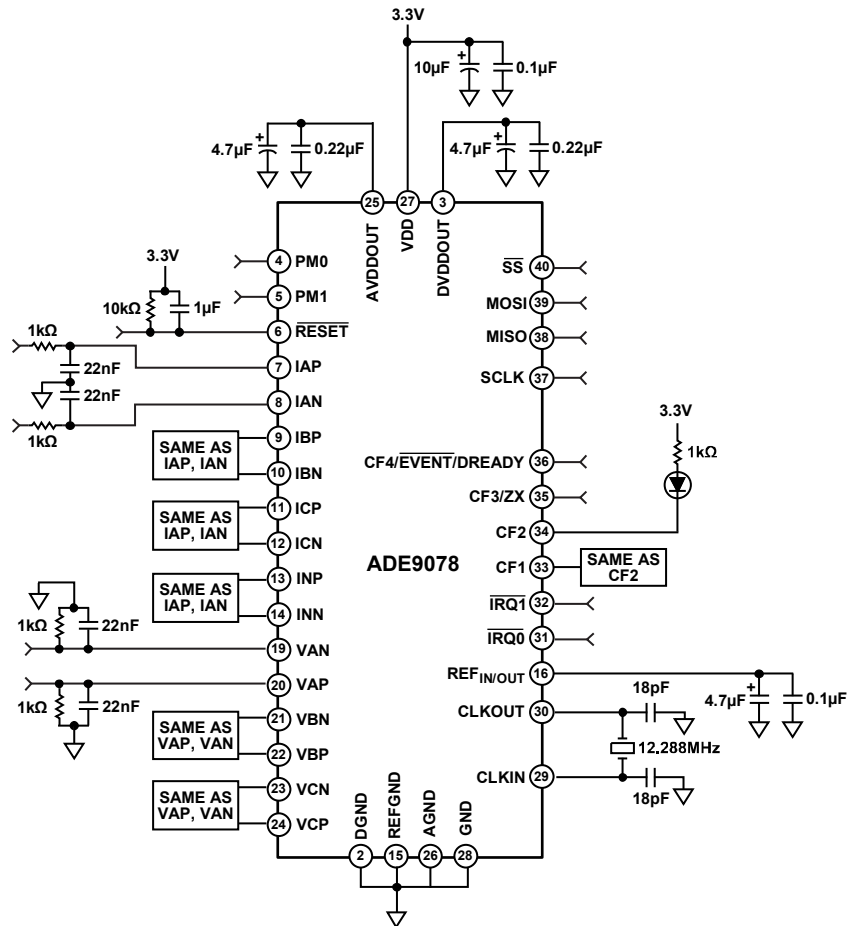 3.3V
10µF
+
0.1µF
4.7µF
+
0.22µF
4.7µF
+
0.22µF
25
27
3
AVDDOUT
VDD
DVDDOUT
3.3V
10kΩ
1µF
4
PM0
5
PM1
6
RESET
1kΩ
7
IAP
22nF
22nF
8
IAN
1kΩ
SAME AS
IAP, IAN
9
IBP
10
IBN
SAME AS
IAP, IAN
11
ICP
12
ICN
SAME AS
IAP, IAN
13
INP
14
INN
1kΩ
22nF
19
VAN
20
VAP
1kΩ
22nF
SAME AS
VAP, VAN
21
VBN
22
VBP
SAME AS
VAP, VAN
23
VCN
24
VCP
ADE9078
SS
40
MOSI
39
MISO
38
SCLK
37
3.3V
1kΩ
CF4/EVENT/DREADY
36
CF3/ZX
35
CF2
34
CF1
33
SAME AS
CF2
IRQ1
32
IRQ0
31
REFIN/OUT
16
4.7µF
+
0.1µF
18pF
CLKOUT
30
12.288MHz
CLKIN
29
18pF
DGND
REFGND
AGND
GND
2
15
26
28